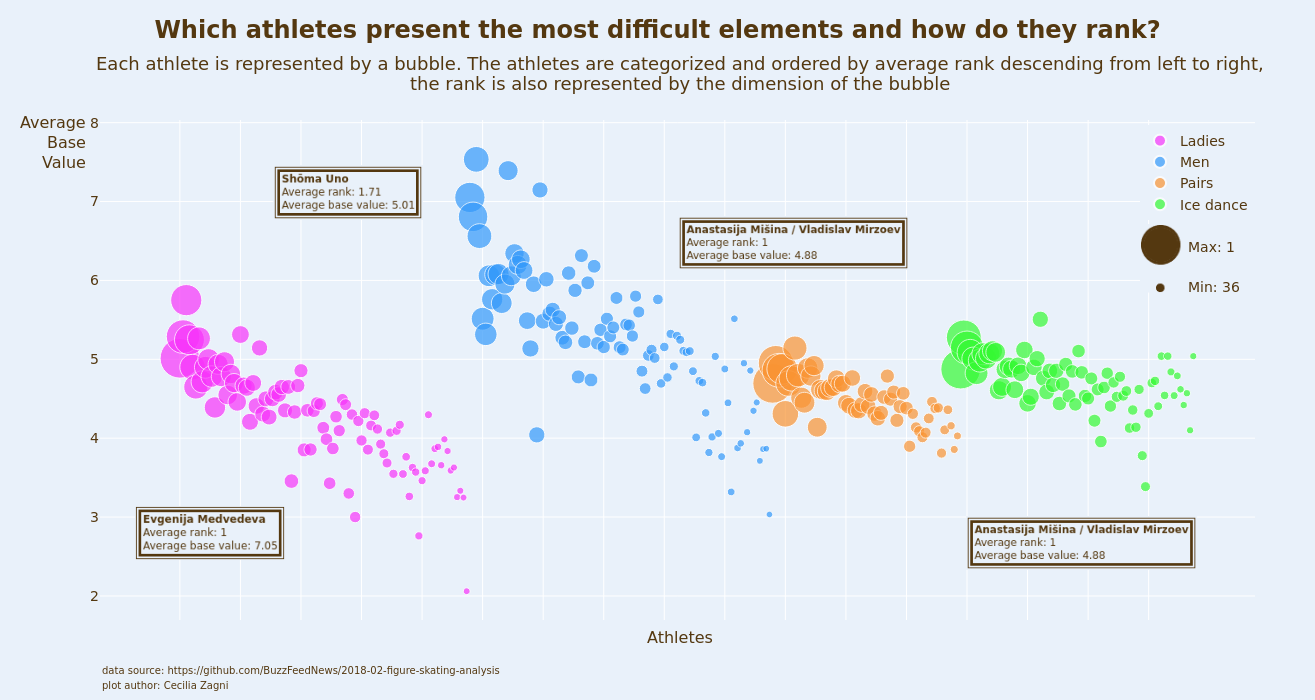 Which athletes present the most difficult elements and how do they rank?
Each athlete is represented by a bubble. The athletes are categorized and ordered by average rank descending from left to right,
the rank is also represented by the dimension of the bubble
Average
Base
Value
8
7
6
5
4
3
2
Shōma Uno
Average rank: 1.71
Average base value: 5.01
Anastasija Mišina / Vladislav Mirzoev
Average rank: 1
Average base value: 4.88
Ladies
Men
Pairs
Ice dance
Max: 1
Min: 36
Evgenija Medvedeva
Average rank: 1
Average base value: 7.05
Anastasija Mišina / Vladislav Mirzoev
Average rank: 1
Average base value: 4.88
Athletes
data source: https://github.com/BuzzFeedNews/2018-02-figure-skating-analysis
plot author: Cecilia Zagni